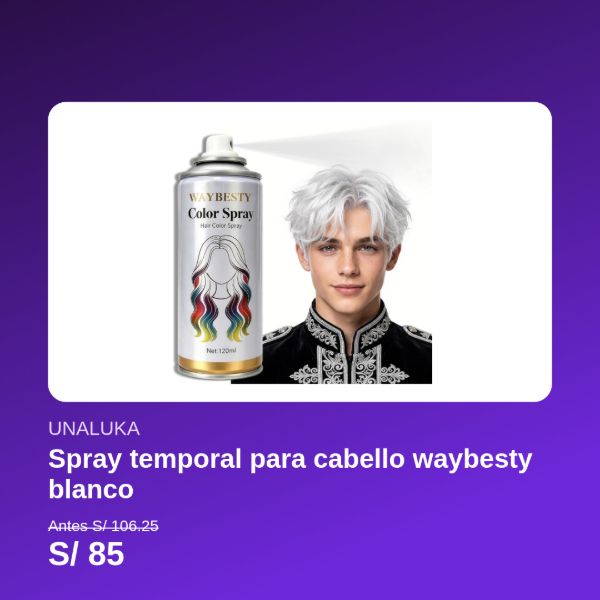 WAYBESTY
Color Spray
Hair Color Spray
Net:120ml
UNALUKA
Spray temporal para cabello waybesty
blanco
Antes S/ 106.25
S/ 85